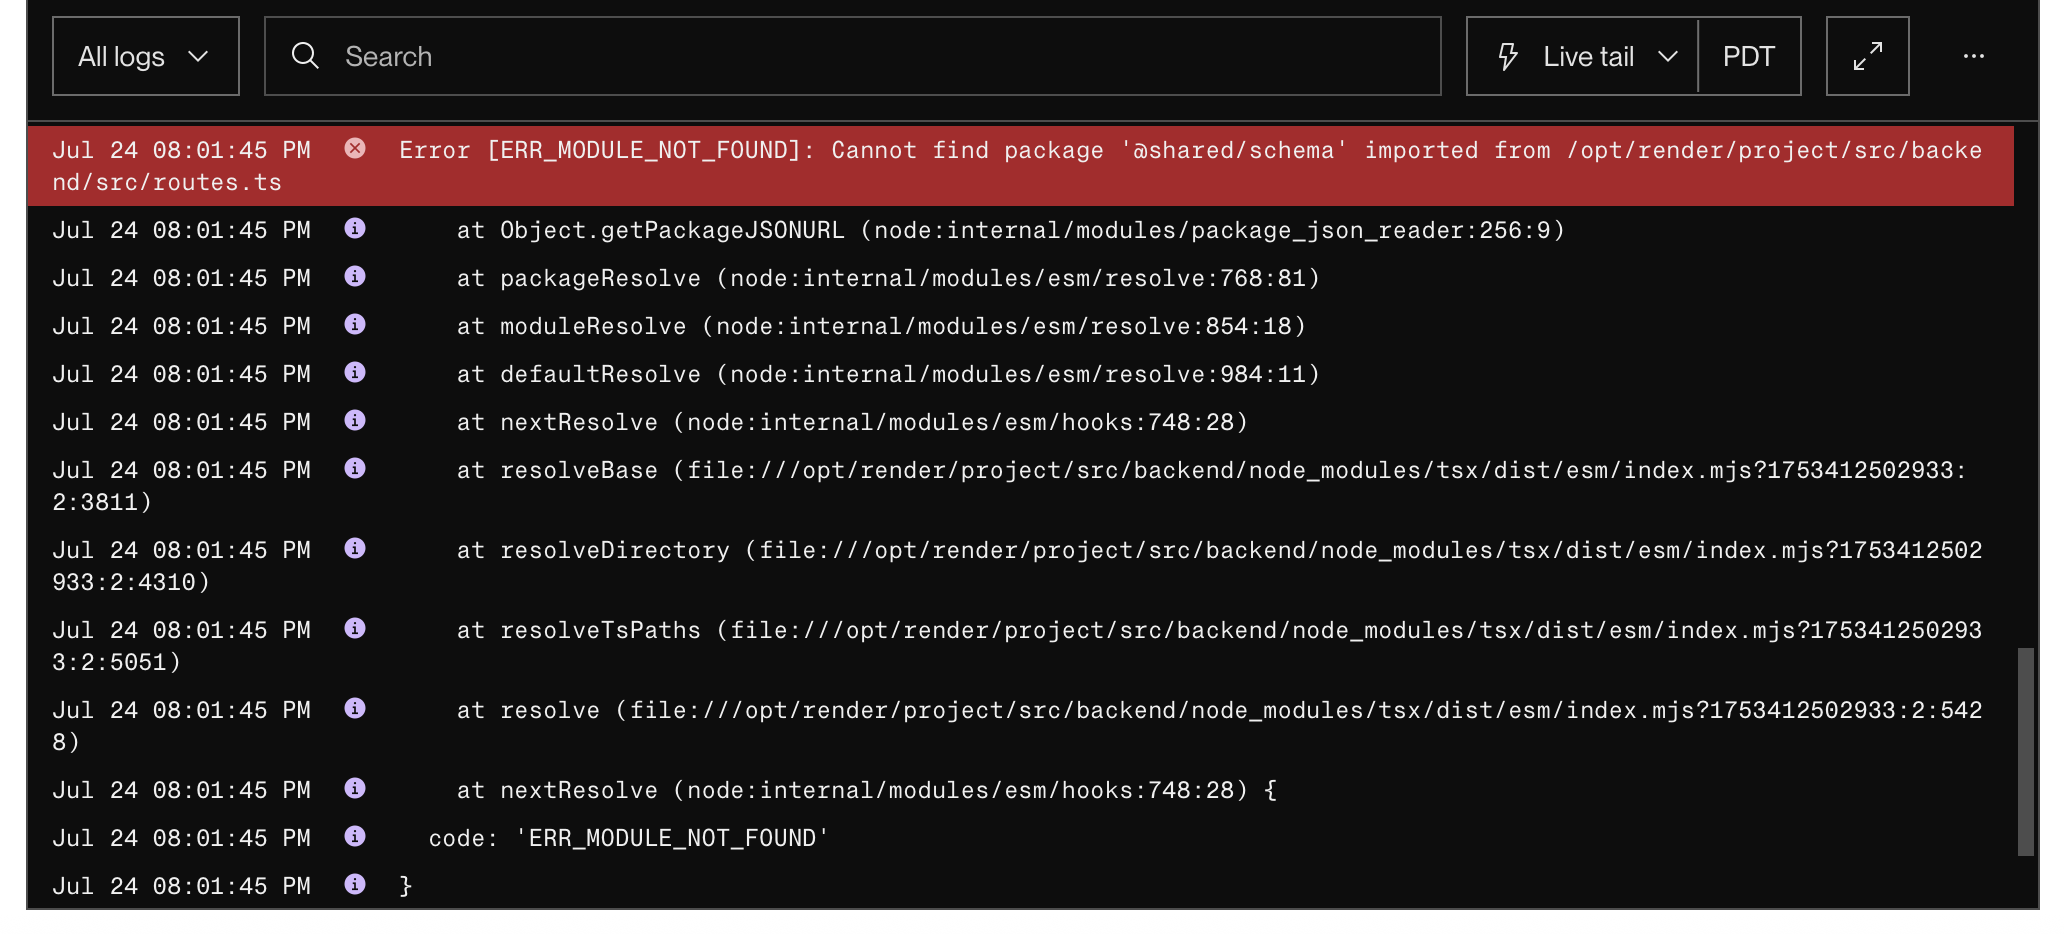 All logs
Search
Live tail
PDT
Jul 24 08:01:45 PM Error [ERR_MODULE_NOT_FOUND]: Cannot find package '@shared/schema' imported from /opt/render/project/src/backe
nd/src/routes.ts
Jul 24 08:01:45 PM at Object.getPackageJSONURL (node:internal/modules/package_json_reader:256:9)
Jul 24 08:01:45 PM at packageResolve (node:internal/modules/esm/resolve:768:81)
Jul 24 08:01:45 PM at moduleResolve (node:internal/modules/esm/resolve:854:18)
Jul 24 08:01:45 PM at defaultResolve (node:internal/modules/esm/resolve:984:11)
Jul 24 08:01:45 PM at nextResolve (node:internal/modules/esm/hooks:748:28)
Jul 24 08:01:45 PM at resolveBase (file:///opt/render/project/src/backend/node_modules/tsx/dist/esm/index.mjs?1753412502933:
2:3811)
Jul 24 08:01:45 PM at resolveDirectory (file:///opt/render/project/src/backend/node_modules/tsx/dist/esm/index.mjs?1753412502
933:2:4310)
Jul 24 08:01:45 PM at resolveTsPaths (file:///opt/render/project/src/backend/node_modules/tsx/dist/esm/index.mjs?175341250293
3:2:5051)
Jul 24 08:01:45 PM at resolve (file:///opt/render/project/src/backend/node_modules/tsx/dist/esm/index.mjs?1753412502933:2:542
8)
Jul 24 08:01:45 PM at nextResolve (node:internal/modules/esm/hooks:748:28) {
Jul 24 08:01:45 PM code: 'ERR_MODULE_NOT_FOUND'
Jul 24 08:01:45 PM }